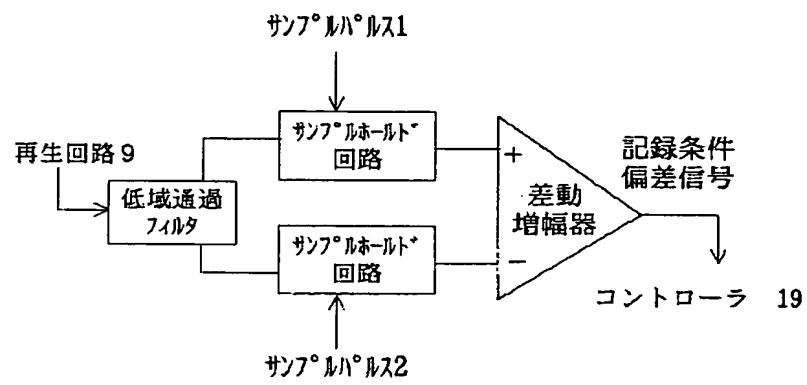 サンプルパルス1
サンプルホールド
回路
再生回路9
低域通過
フィルタ
+
差動
増幅器
−
記録条件
偏差信号
サンプルホールド
回路
コントローラ 19
サンプルパルス2